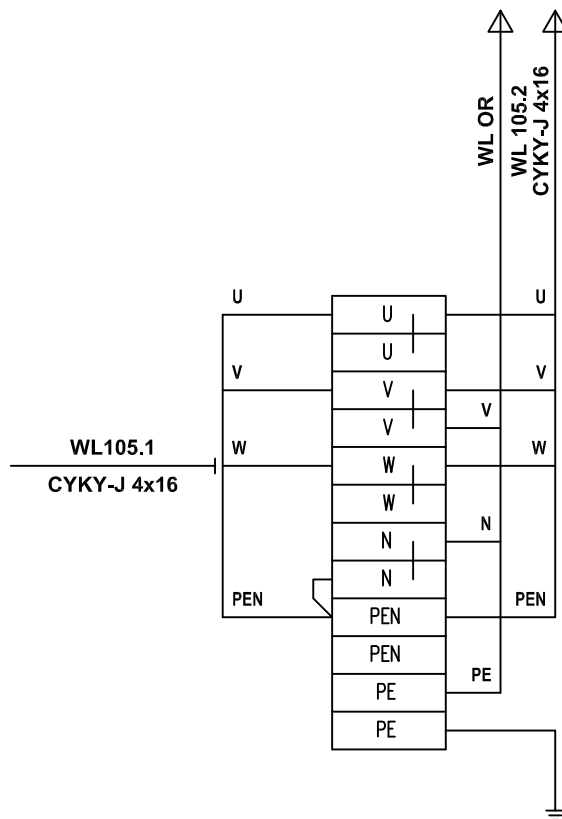 WL OR
WL 105.2
CYKY-J 4x16
U
U
U
U
V
V
V
V
V
WL105.1
CYKY-J 4x16
W
W
W
W
N
N
N
PEN
PEN
PEN
PEN
PE
PE
PE